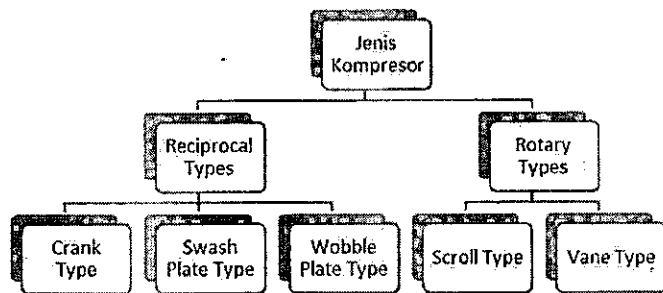 Jenis
Kompresor
Reciprocal
Types
Rotary
Types
Crank
Type
Swash
Plate Type
Wobble
Plate Type
Scroll Type
Vane Type